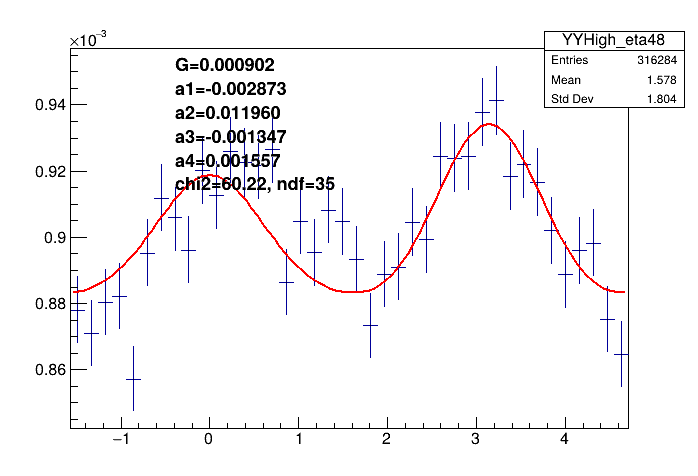 ×10⁻³
YYHigh_eta48
Entries 316284
Mean 1.578
Std Dev 1.804
G=0.000902
a1=-0.002873
a2=0.011960
a3=-0.001347
a4=0.001557
chi2=60.22, ndf=35
0.94
0.92
0.9
0.88
0.86
−1 0 1 2 3 4